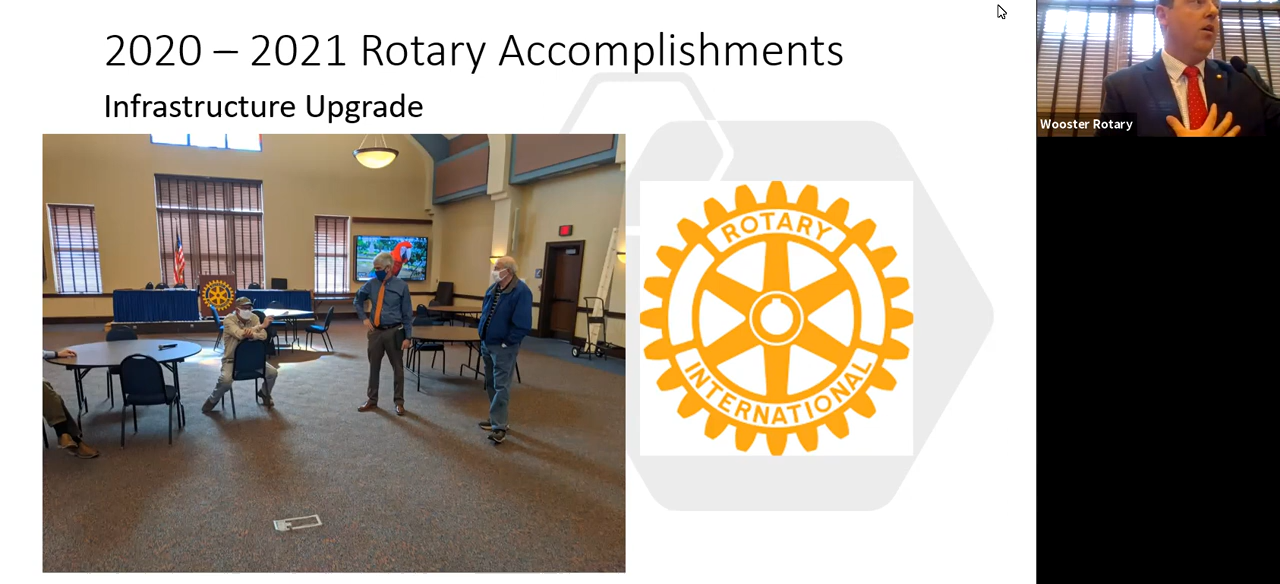 2020 – 2021 Rotary Accomplishments
Infrastructure Upgrade
ROTARY
INTERNATIONAL
Wooster Rotary